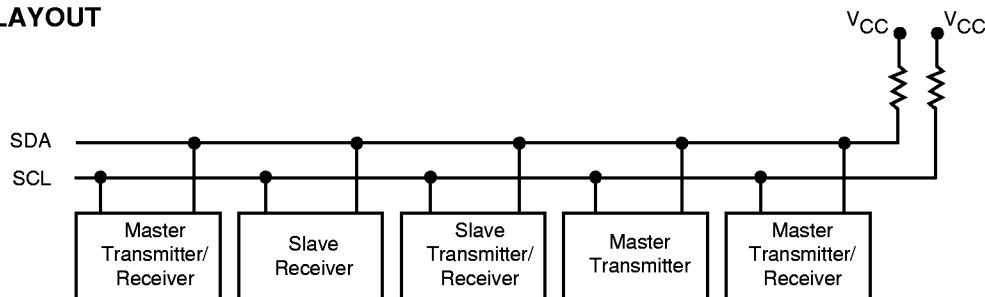 LAYOUT
VCC VCC
SDA
SCL
Master
Transmitter/
Receiver
Slave
Receiver
Slave
Transmitter/
Receiver
Master
Transmitter
Master
Transmitter/
Receiver